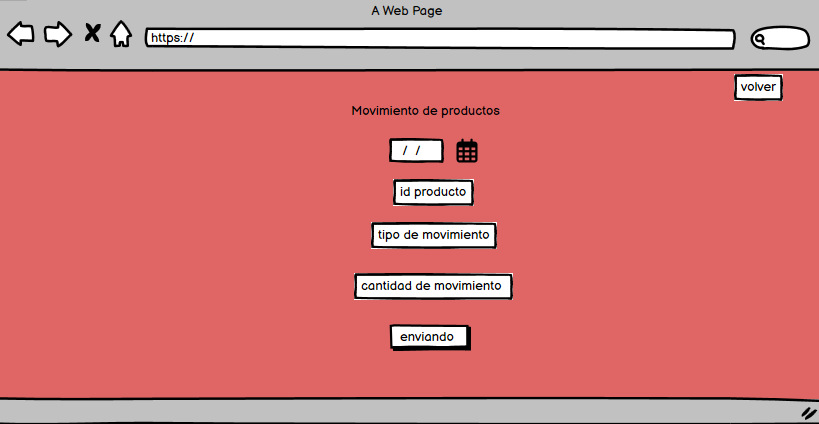 A Web Page
https://
volver
Movimiento de productos
/ /
id producto
tipo de movimiento
cantidad de movimiento
enviando